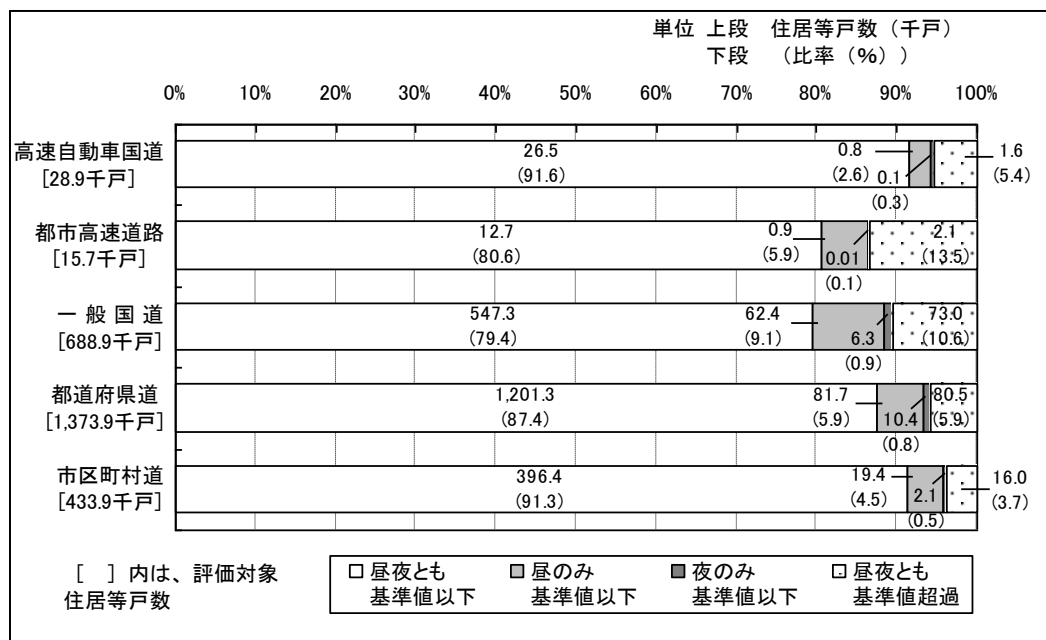 単位 上段 住居等戸数（千戸）
下段 （比率（%））
0% 10% 20% 30% 40% 50% 60% 70% 80% 90% 100%
高速自動車国道
[28.9千戸]
26.5
(91.6)
0.8
(2.6)
0.1
(0.3)
1.6
(5.4)
都市高速道路
[15.7千戸]
12.7
(80.6)
0.9
(5.9)
0.01
(0.1)
2.1
(13.5)
一般国道
[688.9千戸]
547.3
(79.4)
62.4
(9.1)
6.3
(0.9)
73.0
(10.6)
都道府県道
[1,373.9千戸]
1,201.3
(87.4)
81.7
(5.9)
10.4
(0.8)
80.5
(5.9)
市区町村道
[433.9千戸]
396.4
(91.3)
19.4
(4.5)
2.1
(0.5)
16.0
(3.7)
[ ] 内は、評価対象
住居等戸数
昼夜とも
基準値以下
昼のみ
基準値以下
夜のみ
基準値以下
昼夜とも
基準値超過